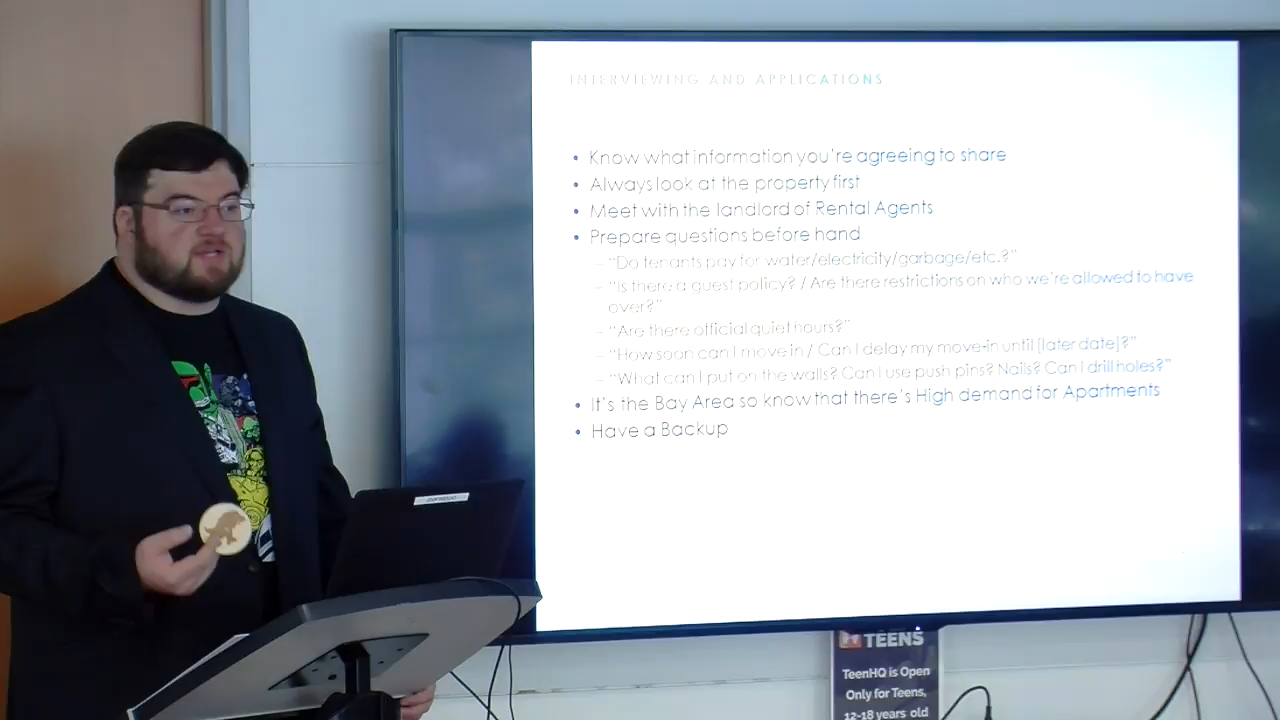 INTERVIEWING AND APPLICATIONS
• Know what information you're agreeing to share
• Always look at the property first
• Meet with the landlord of Rental Agents
• Prepare questions before hand
– "Do tenants pay for water/electricity/garbage/etc.?"
– "Is there a guest policy? / Are there restrictions on who we're allowed to have
over?"
– "Are there official quiet hours?"
– "How soon can I move in / Can I delay my move-in until [later date]?"
– "What can I put on the walls? Can I use push pins? Nails? Can I drill holes?"
• It's the Bay Area so know that there's High demand for Apartments
• Have a Backup
TEENS
TeenHQ is Open
Only for Teens,
12-18 years old